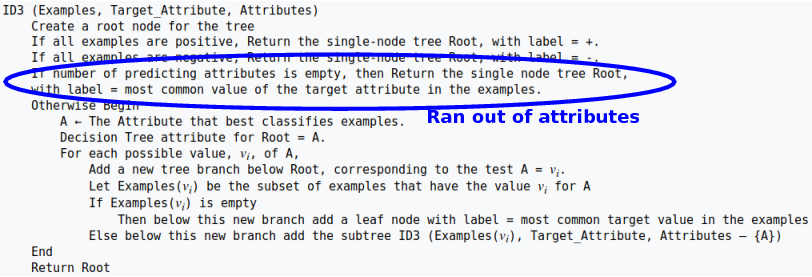 ID3 (Examples, Target_Attribute, Attributes)
Create a root node for the tree
If all examples are positive, Return the single-node tree Root, with label = +.
If all examples are negative, Return the single-node tree Root, with label = -.
If number of predicting attributes is empty, then Return the single node tree Root,
with label = most common value of the target attribute in the examples.
Otherwise Begin
A ← The Attribute that best classifies examples.
Ran out of attributes
Decision Tree attribute for Root = A.
For each possible value, vᵢ, of A,
Add a new tree branch below Root, corresponding to the test A = vᵢ.
Let Examples(vᵢ) be the subset of examples that have the value vᵢ for A
If Examples(vᵢ) is empty
Then below this new branch add a leaf node with label = most common target value in the examples
Else below this new branch add the subtree ID3 (Examples(vᵢ), Target_Attribute, Attributes – {A})
End
Return Root